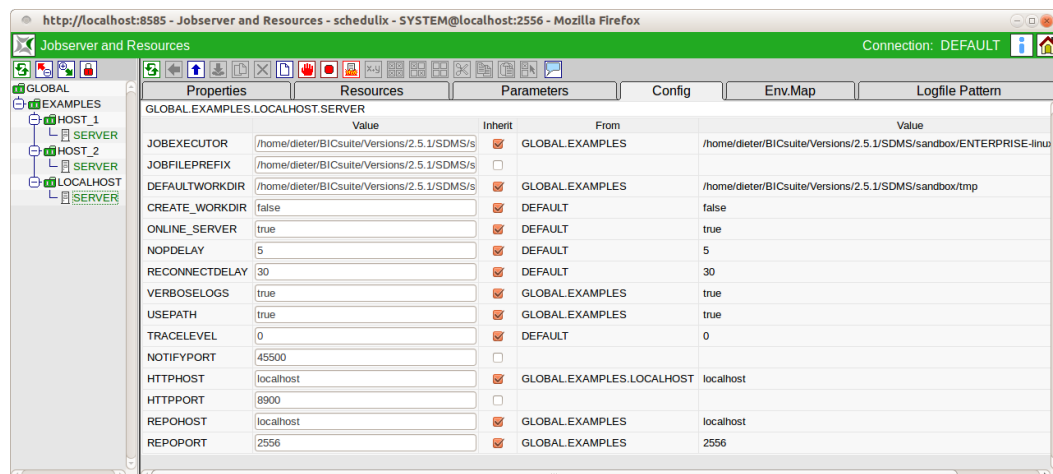 http://localhost:8585 - Jobserver and Resources - schedulix - SYSTEM@localhost:2556 - Mozilla Firefox
Jobserver and Resources Connection: DEFAULT
GLOBAL
EXAMPLES
HOST_1
SERVER
HOST_2
SERVER
LOCALHOST
SERVER
Properties Resources Parameters Config Env.Map Logfile Pattern
GLOBAL.EXAMPLES.LOCALHOST.SERVER
Value Inherit From Value
JOBEXECUTOR /home/dieter/BICsuite/Versions/2.5.1/SDMS/s GLOBAL.EXAMPLES /home/dieter/BICsuite/Versions/2.5.1/SDMS/sandbox/ENTERPRISE-linux
JOBFILEPREFIX /home/dieter/BICsuite/Versions/2.5.1/SDMS/s
DEFAULTWORKDIR /home/dieter/BICsuite/Versions/2.5.1/SDMS/s GLOBAL.EXAMPLES /home/dieter/BICsuite/Versions/2.5.1/SDMS/sandbox/tmp
CREATE_WORKDIR false DEFAULT false
ONLINE_SERVER true DEFAULT true
NOPDELAY 5 DEFAULT 5
RECONNECTDELAY 30 DEFAULT 30
VERBOSELOGS true GLOBAL.EXAMPLES true
USEPATH true GLOBAL.EXAMPLES true
TRACELEVEL 0 DEFAULT 0
NOTIFYPORT 45500
HTTPHOST localhost GLOBAL.EXAMPLES.LOCALHOST localhost
HTTPPORT 8900
REPOHOST localhost GLOBAL.EXAMPLES localhost
REPOPORT 2556 GLOBAL.EXAMPLES 2556